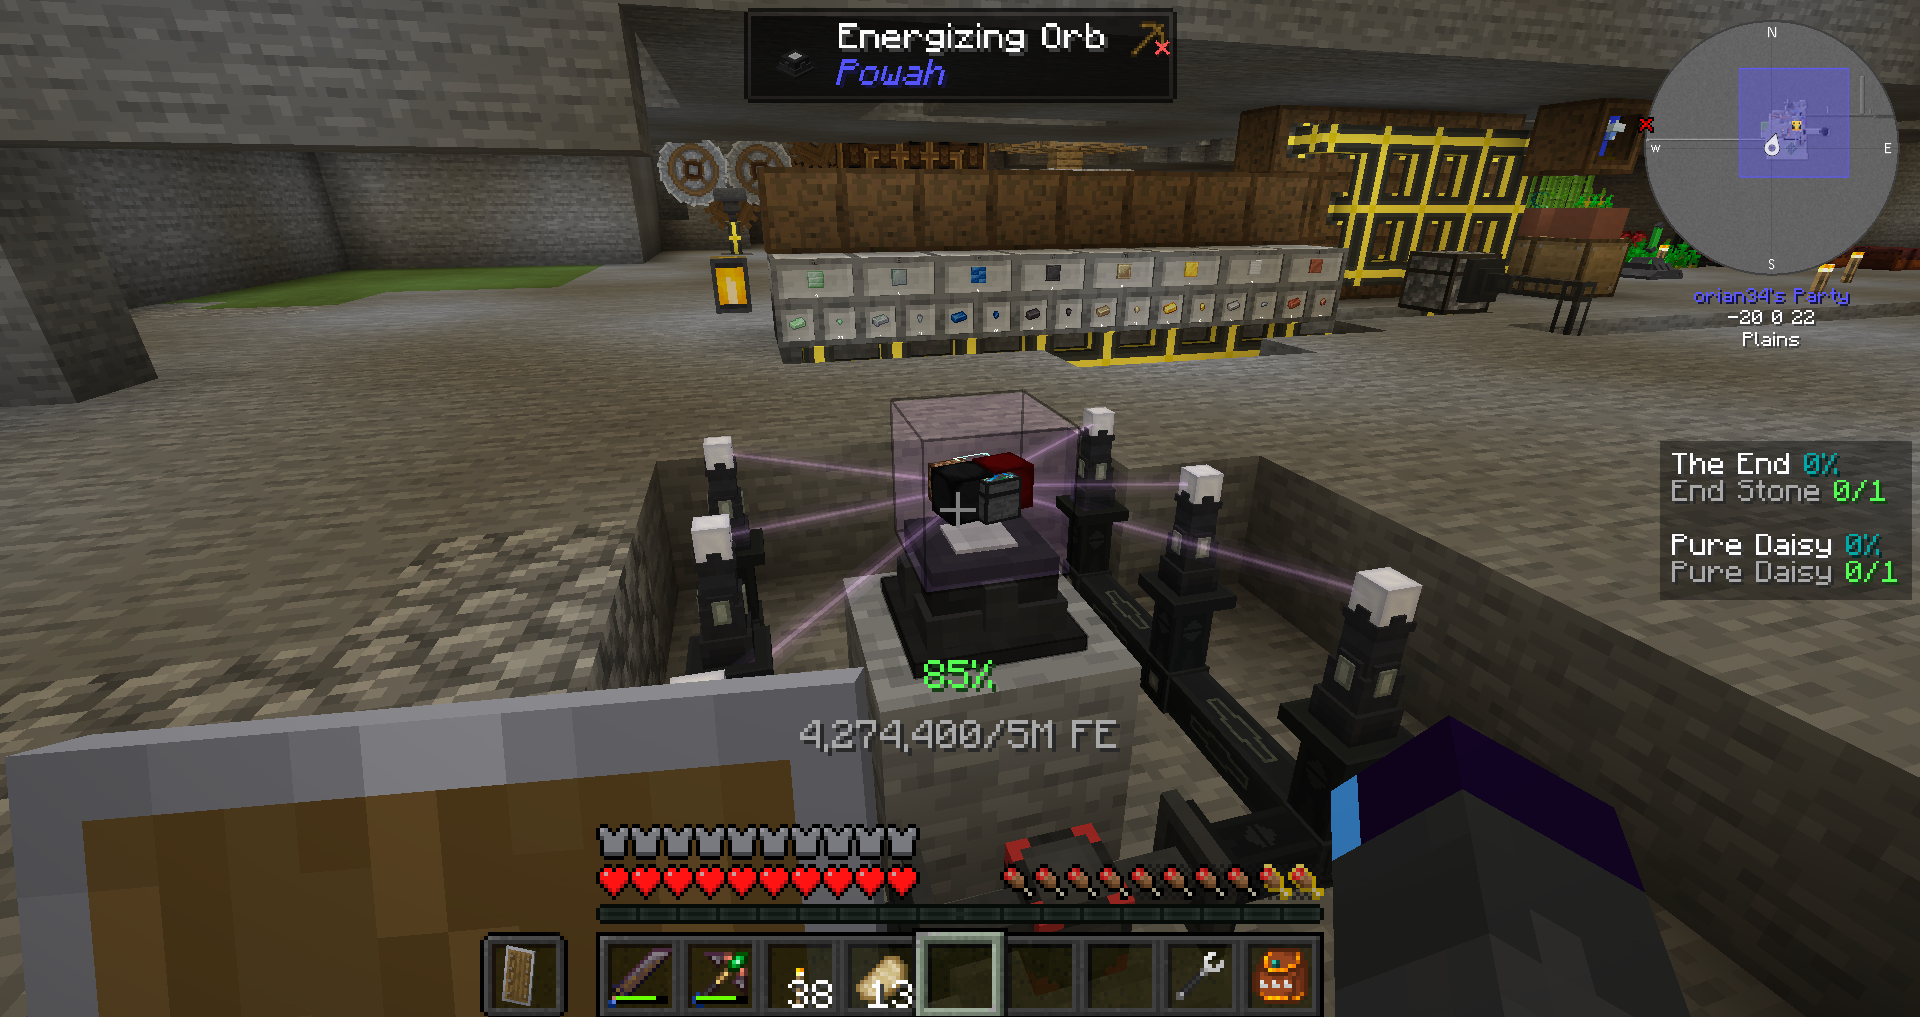 Energizing Orb
Powah
N
W
E
S
orian34's Party
-20 0 22
Plains
The End 0%
End Stone 0/1
Pure Daisy 0%
Pure Daisy 0/1
85%
4,274,400/5M FE
38
13